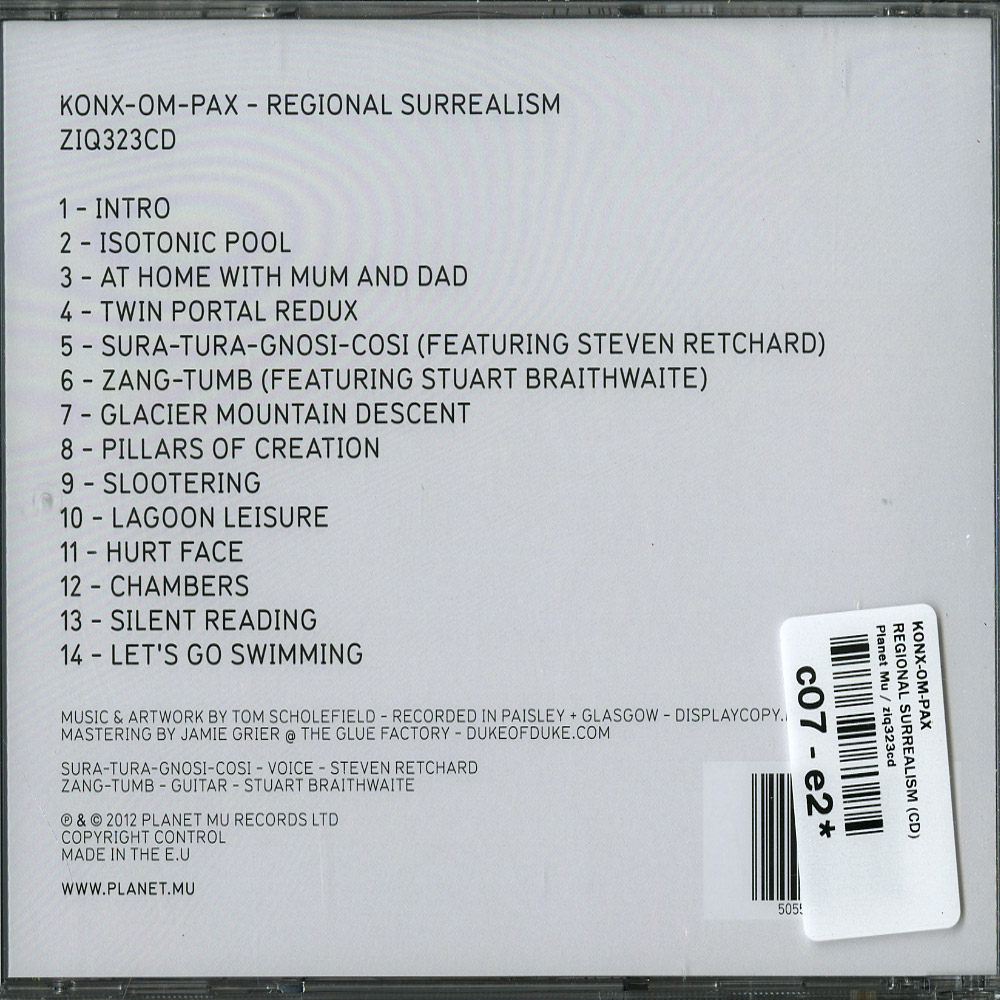 KONX-OM-PAX - REGIONAL SURREALISM
ZIQ323CD
1 - INTRO
2 - ISOTONIC POOL
3 - AT HOME WITH MUM AND DAD
4 - TWIN PORTAL REDUX
5 - SURA-TURA-GNOSI-COSI (FEATURING STEVEN RETCHARD)
6 - ZANG-TUMB (FEATURING STUART BRAITHWAITE)
7 - GLACIER MOUNTAIN DESCENT
8 - PILLARS OF CREATION
9 - SLOOTERING
10 - LAGOON LEISURE
11 - HURT FACE
12 - CHAMBERS
13 - SILENT READING
14 - LET'S GO SWIMMING
MUSIC & ARTWORK BY TOM SCHOLEFIELD - RECORDED IN PAISLEY + GLASGOW - DISPLAYCOPY.
MASTERING BY JAMIE GRIER @ THE GLUE FACTORY - DUKEOFDUKE.COM
SURA-TURA-GNOSI-COSI - VOICE - STEVEN RETCHARD
ZANG-TUMB - GUITAR - STUART BRAITHWAITE
℗ & © 2012 PLANET MU RECORDS LTD
COPYRIGHT CONTROL
MADE IN THE E.U
WWW.PLANET.MU
KONX-OM-PAX
REGIONAL SURREALISM (CD)
Planet Mu / ziq323cd
c07 - e2*
505